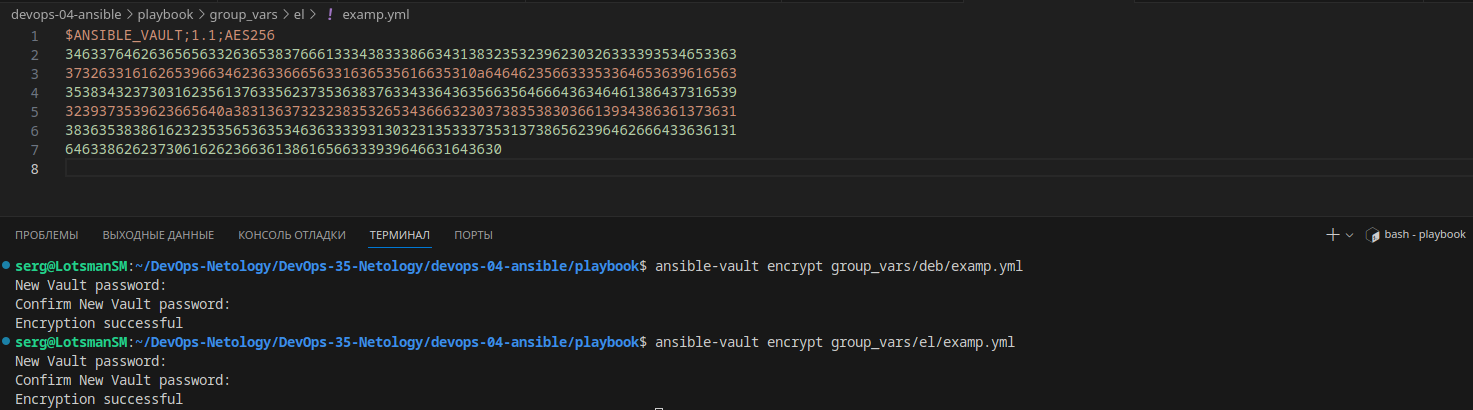 devops-04-ansible > playbook > group_vars > el > ! examp.yml
1 $ANSIBLE_VAULT;1.1;AES256
2 34633764626365656563326365383766613334383338663431383235323962303263333935346533​63
3 37326331616265396634623633666563316365356166353​10a646462356633353364653639616563
4 35383432373031623561376335623735363837633433643635663564666436346461386437316539
5 3239373539623665640a383136373232383532653436663230373835383036613934386361373631
6 38363538386162323535653635346363333931303231353337353137386562396462666433636131
7 6463386262373061626236636138616566333939646631643630
8
ПРОБЛЕМЫ ВЫХОДНЫЕ ДАННЫЕ КОНСОЛЬ ОТЛАДКИ ТЕРМИНАЛ ПОРТЫ bash - playbook
serg@LotsmanSM:~/DevOps-Netology/DevOps-35-Netology/devops-04-ansible/playbook$ ansible-vault encrypt group_vars/deb/examp.yml
New Vault password:
Confirm New Vault password:
Encryption successful
serg@LotsmanSM:~/DevOps-Netology/DevOps-35-Netology/devops-04-ansible/playbook$ ansible-vault encrypt group_vars/el/examp.yml
New Vault password:
Confirm New Vault password:
Encryption successful